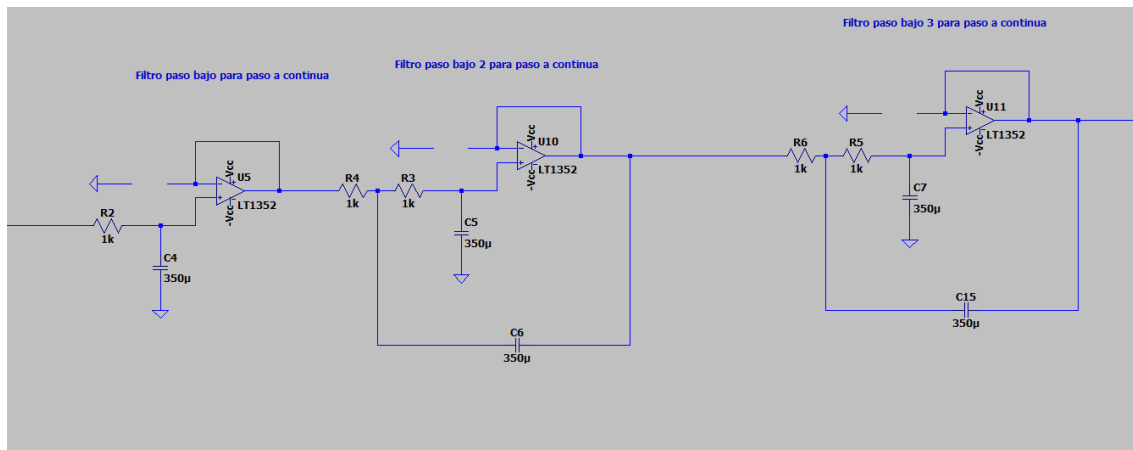 Filtro paso bajo 3 para paso a continua
Filtro paso bajo 2 para paso a continua
Filtro paso bajo para paso a continua
-Vcc
U11
LT1352
-Vcc
R6
1k
R5
1k
C7
350µ
C15
350µ
-Vcc
U10
LT1352
-Vcc
R4
1k
R3
1k
C5
350µ
C6
350µ
-Vcc
U5
LT1352
-Vcc
R2
1k
C4
350µ